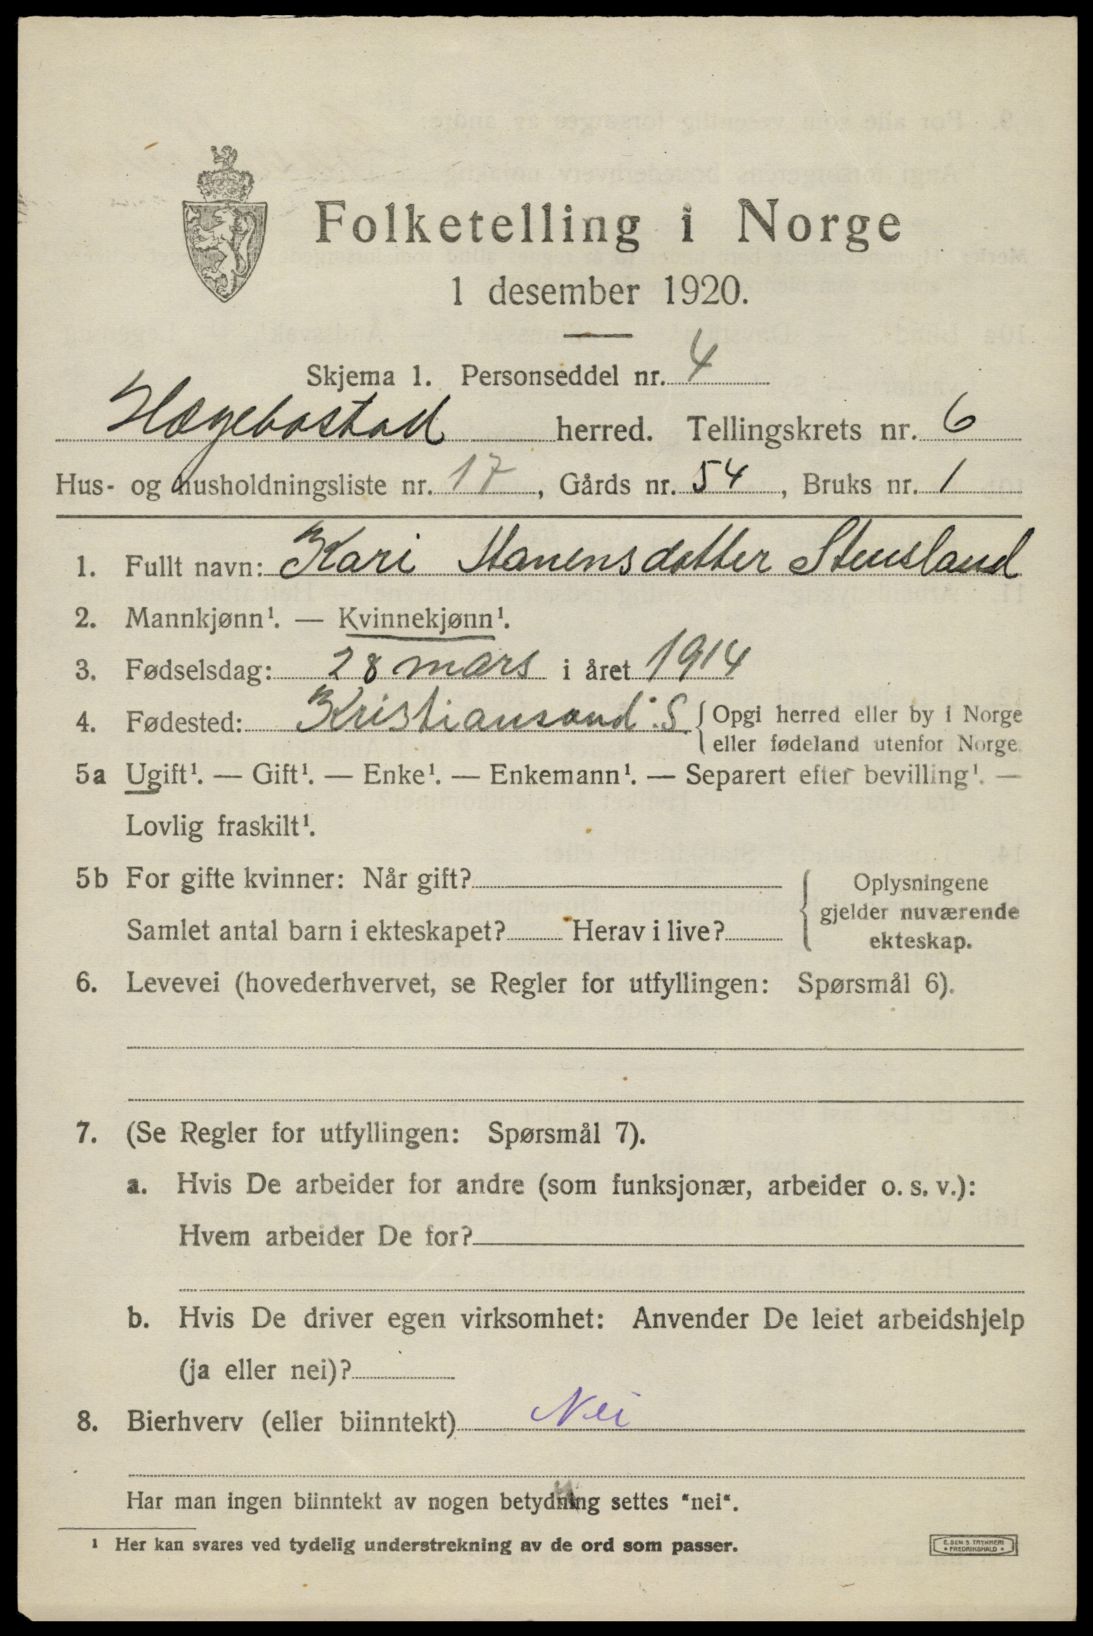 Folketelling i Norge
1 desember 1920.
Skjema 1. Personseddel nr. 4
Hægebostad herred. Tellingskrets nr. 6
Hus- og husholdningsliste nr. 17, Gårds nr. 54, Bruks nr. 1
1. Fullt navn: Kari Stanensdotter Stensland
2. Mannkjønn¹. — Kvinnekjønn¹.
3. Fødselsdag: 28 mars i året 1914
4. Fødested: Kristiansand S. { Opgi herred eller by i Norge
eller fødeland utenfor Norge.
5a Ugift¹. — Gift¹. — Enke¹. — Enkemann¹. — Separert efter bevilling¹. —
Lovlig fraskilt¹.
5b For gifte kvinner: Når gift?
Samlet antal barn i ekteskapet? Herav i live?
{ Oplysningene
gjelder nuværende
ekteskap.
6. Levevei (hovederhvervet, se Regler for utfyllingen: Spørsmål 6).
7. (Se Regler for utfyllingen: Spørsmål 7).
a. Hvis De arbeider for andre (som funksjonær, arbeider o. s. v.):
Hvem arbeider De for?
b. Hvis De driver egen virksomhet: Anvender De leiet arbeidshjelp
(ja eller nei)?
8. Bierhverv (eller biinntekt) Nei
Har man ingen biinntekt av nogen betydning settes "nei".
¹ Her kan svares ved tydelig understrekning av de ord som passer.
FREDRIKSHALD